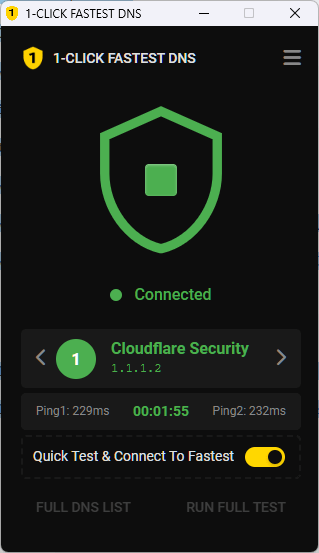 1-CLICK FASTEST DNS
1 1-CLICK FASTEST DNS
Connected
1 Cloudflare Security
1.1.1.2
Ping1: 229ms 00:01:55 Ping2: 232ms
Quick Test & Connect To Fastest
FULL DNS LIST RUN FULL TEST